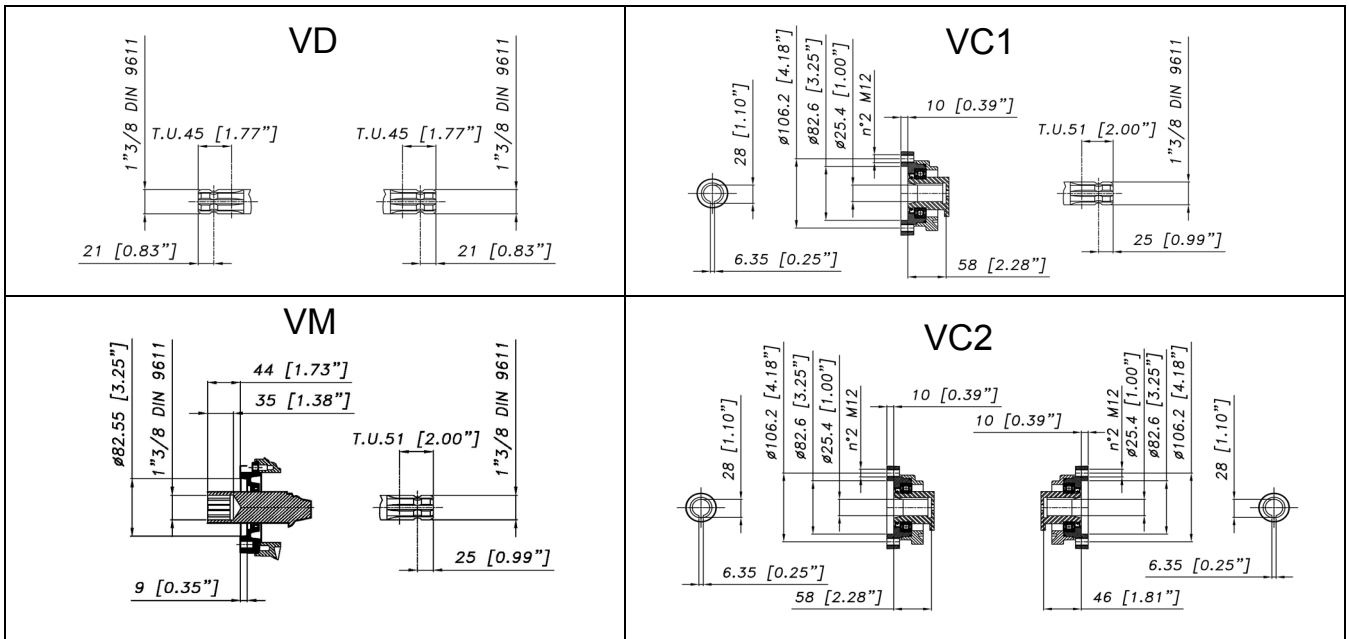 VD
1"3/8 DIN 9611
T.U.45 [1.77"]
T.U.45 [1.77"]
1"3/8 DIN 9611
21 [0.83"]
21 [0.83"]
VC1
28 [1.10"]
ø106.2 [4.18"]
ø82.6 [3.25"]
ø25.4 [1.00"]
n°2 M12
10 [0.39"]
T.U.51 [2.00"]
1"3/8 DIN 9611
6.35 [0.25"]
58 [2.28"]
25 [0.99"]
VM
ø82.55 [3.25"]
1"3/8 DIN 9611
44 [1.73"]
35 [1.38"]
T.U.51 [2.00"]
1"3/8 DIN 9611
9 [0.35"]
25 [0.99"]
VC2
28 [1.10"]
ø106.2 [4.18"]
ø82.6 [3.25"]
ø25.4 [1.00"]
n°2 M12
10 [0.39"]
10 [0.39"]
n°2 M12
ø25.4 [1.00"]
ø82.6 [3.25"]
ø106.2 [4.18"]
28 [1.10"]
6.35 [0.25"]
58 [2.28"]
6.35 [0.25"]
46 [1.81"]